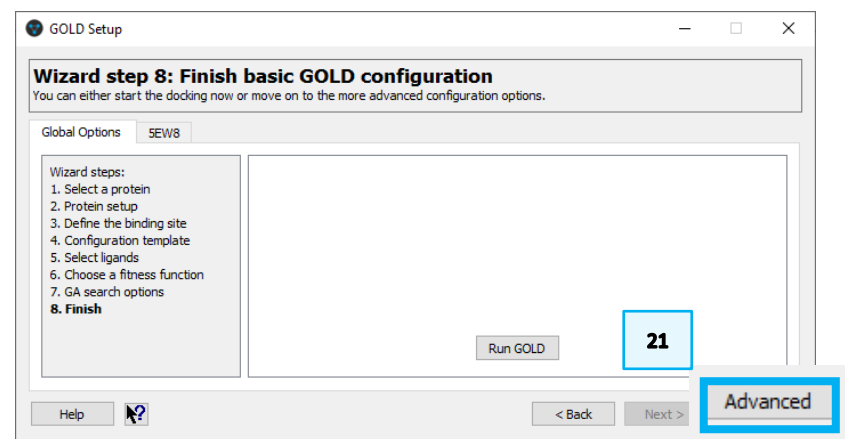 GOLD Setup
Wizard step 8: Finish basic GOLD configuration
You can either start the docking now or move on to the more advanced configuration options.
Global Options
5EW8
Wizard steps:
1. Select a protein
2. Protein setup
3. Define the binding site
4. Configuration template
5. Select ligands
6. Choose a fitness function
7. GA search options
8. Finish
Run GOLD
21
Help
?
< Back
Next >
Advanced